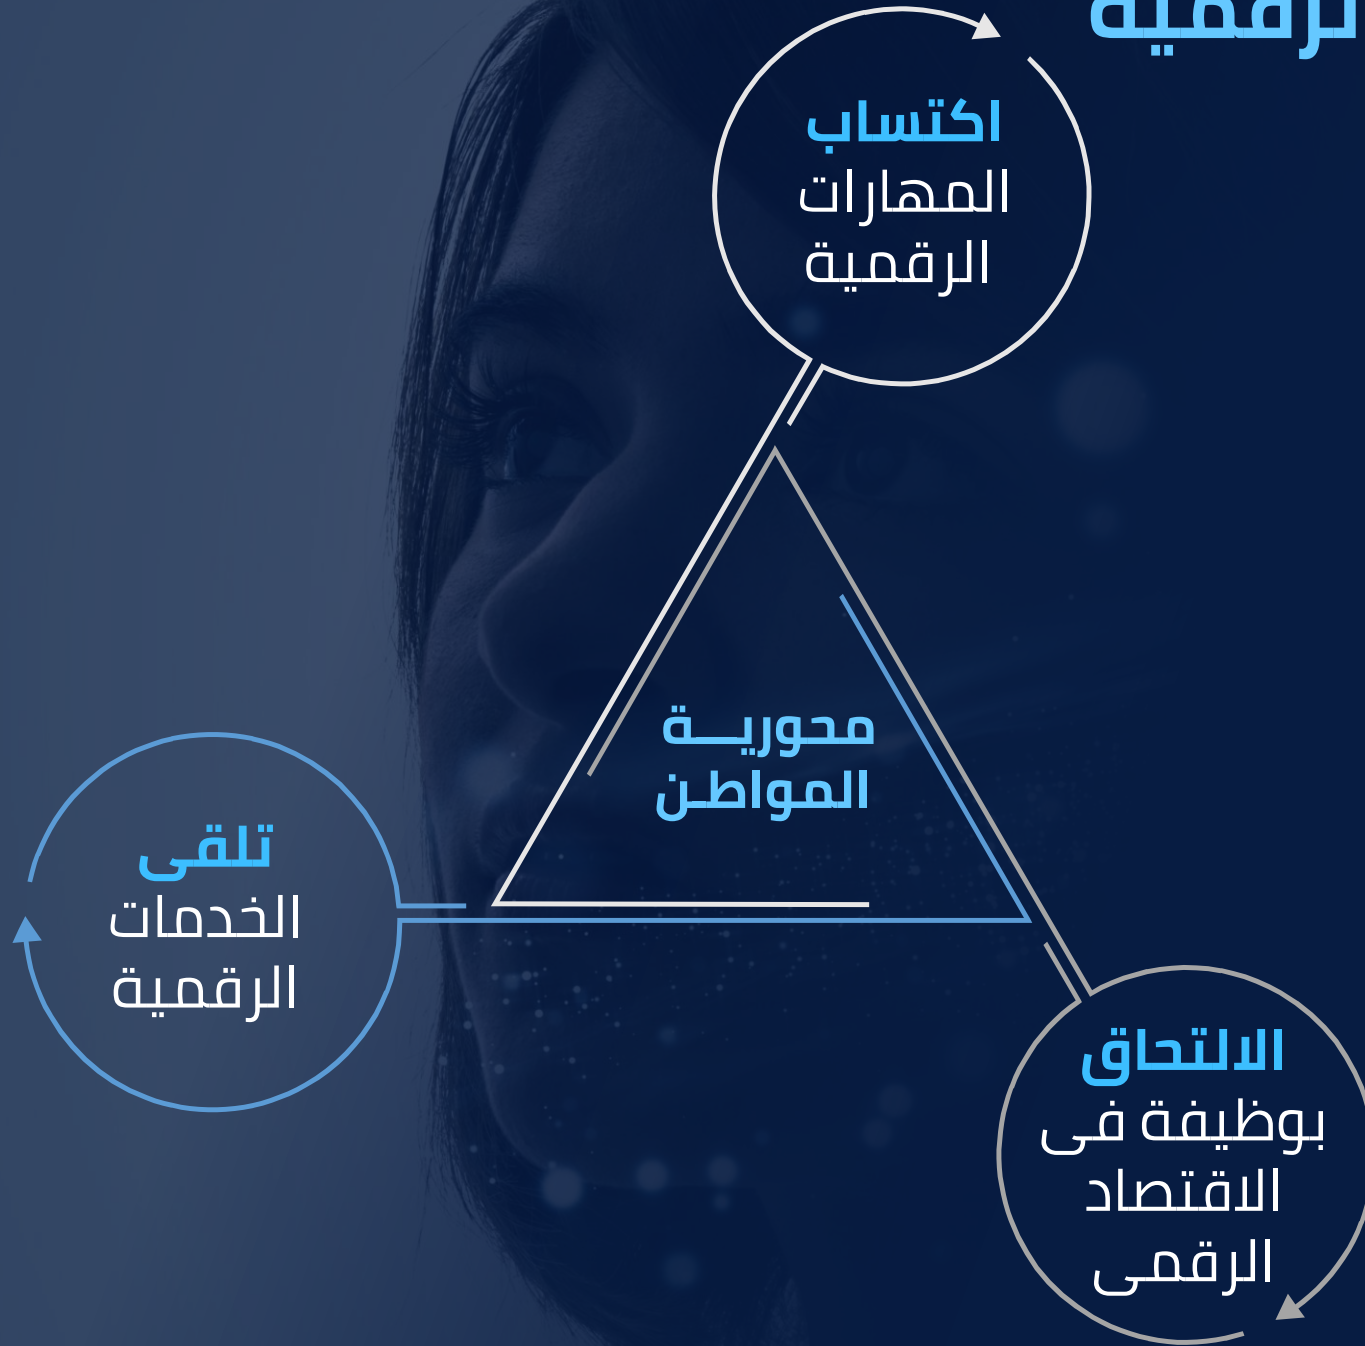 اكتساب
المهارات
الرقمية
محوريــة
المواطـن
تلقى
الخدمات
الرقمية
الالتحاق
بوظيفة فى
الاقتصاد
الرقمى